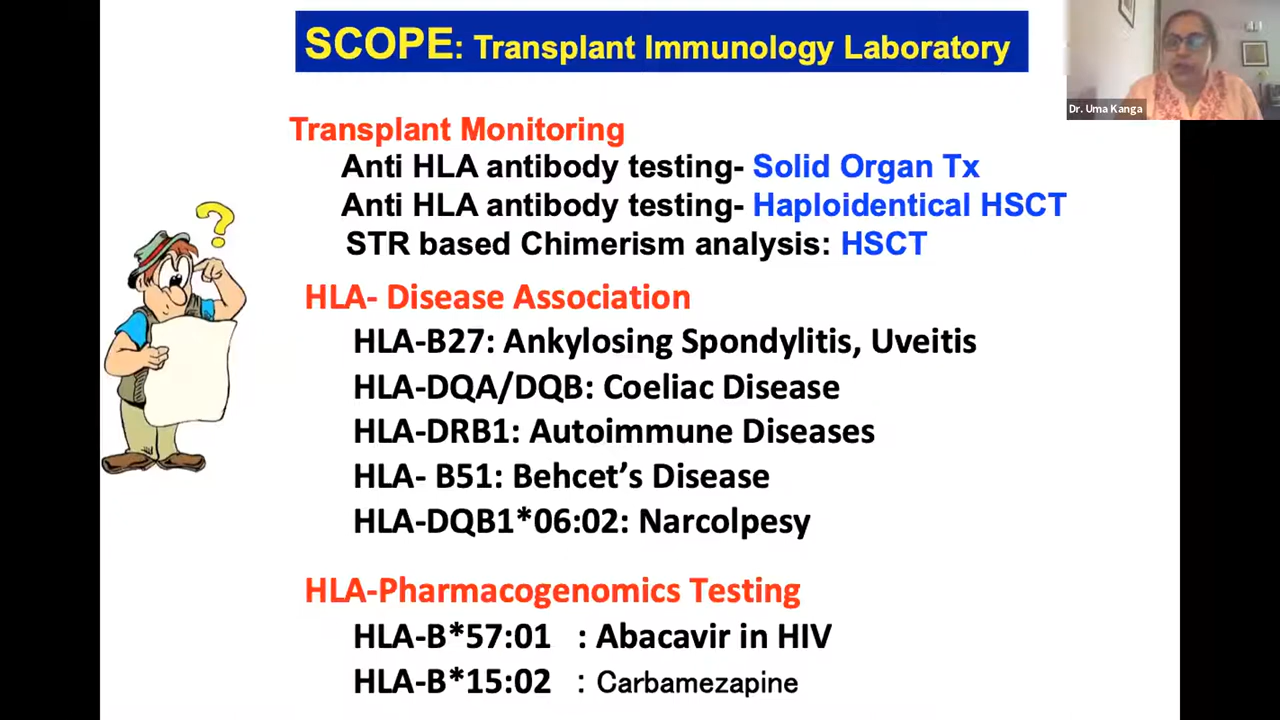 SCOPE: Transplant Immunology Laboratory
Dr. Uma Kanga
Transplant Monitoring
Anti HLA antibody testing- Solid Organ Tx
Anti HLA antibody testing- Haploidentical HSCT
STR based Chimerism analysis: HSCT
?
HLA- Disease Association
HLA-B27: Ankylosing Spondylitis, Uveitis
HLA-DQA/DQB: Coeliac Disease
HLA-DRB1: Autoimmune Diseases
HLA- B51: Behcet’s Disease
HLA-DQB1*06:02: Narcolpesy
HLA-Pharmacogenomics Testing
HLA-B*57:01 : Abacavir in HIV
HLA-B*15:02 : Carbamezapine